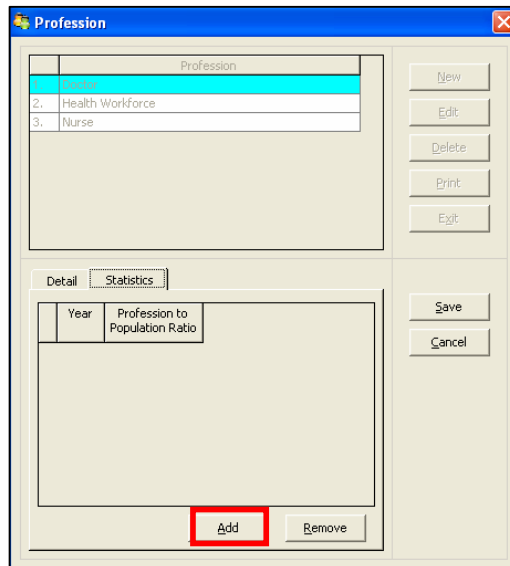 Profession
Profession
1. Doctor
2. Health Workforce
3. Nurse
New
Edit
Delete
Print
Exit
Detail Statistics
Year Profession to
Population Ratio
Save
Cancel
Add Remove